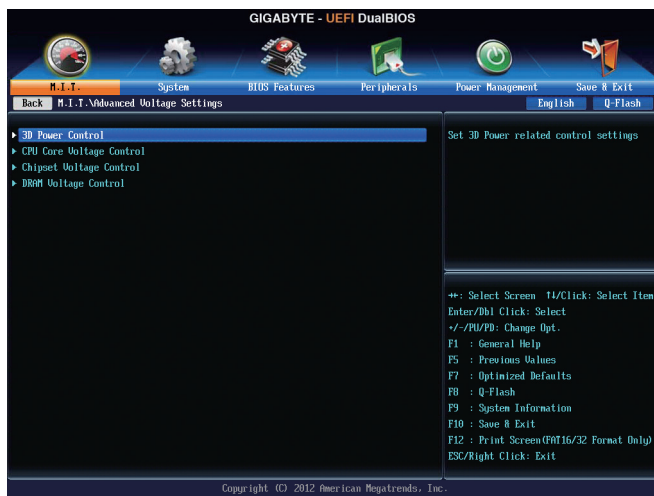 GIGABYTE - UEFI DualBIOS
M.I.T. System BIOS Features Peripherals Power Management Save & Exit
Back M.I.T.\Advanced Voltage Settings English Q-Flash
3D Power Control
CPU Core Voltage Control
Chipset Voltage Control
DRAM Voltage Control
Set 3D Power related control settings
→←: Select Screen ↑↓/Click: Select Item
Enter/Dbl Click: Select
+/-/PU/PD: Change Opt.
F1 : General Help
F5 : Previous Values
F7 : Optimized Defaults
F8 : Q-Flash
F9 : System Information
F10 : Save & Exit
F12 : Print Screen(FAT16/32 Format Only)
ESC/Right Click: Exit
Copyright (C) 2012 American Megatrends, Inc.